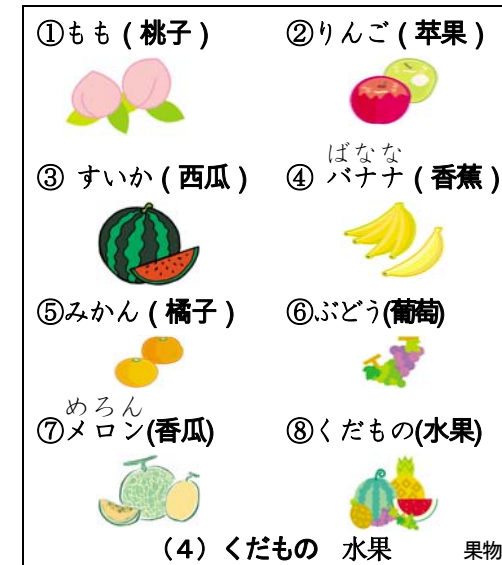 ①もも ( 桃子 ) ②りんご ( 苹果 )
ばなな
③ すいか ( 西瓜 ) ④ バナナ ( 香蕉 )
⑤みかん ( 橘子 ) ⑥ぶどう(葡萄)
めろん
⑦メロン(香瓜) ⑧くだもの(水果)
(４) くだもの 水果 果物